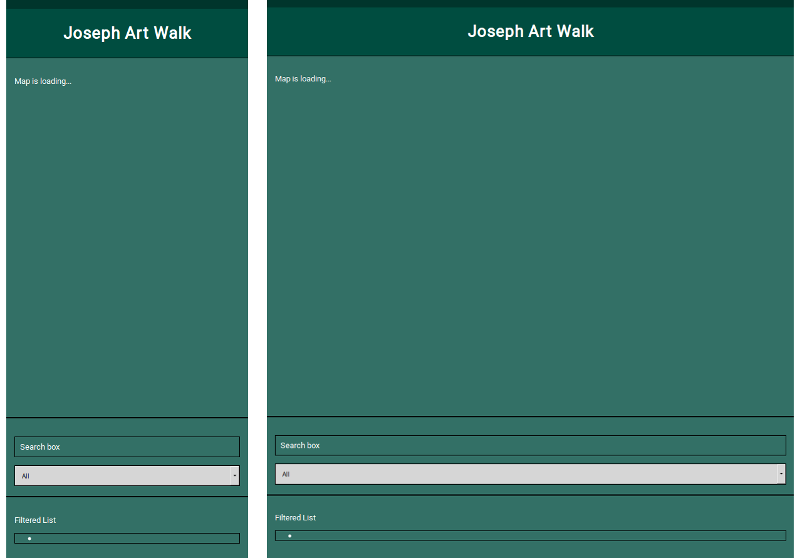 Joseph Art Walk
Map is loading...
Search box
All
Filtered List
Joseph Art Walk
Map is loading...
Search box
All
Filtered List